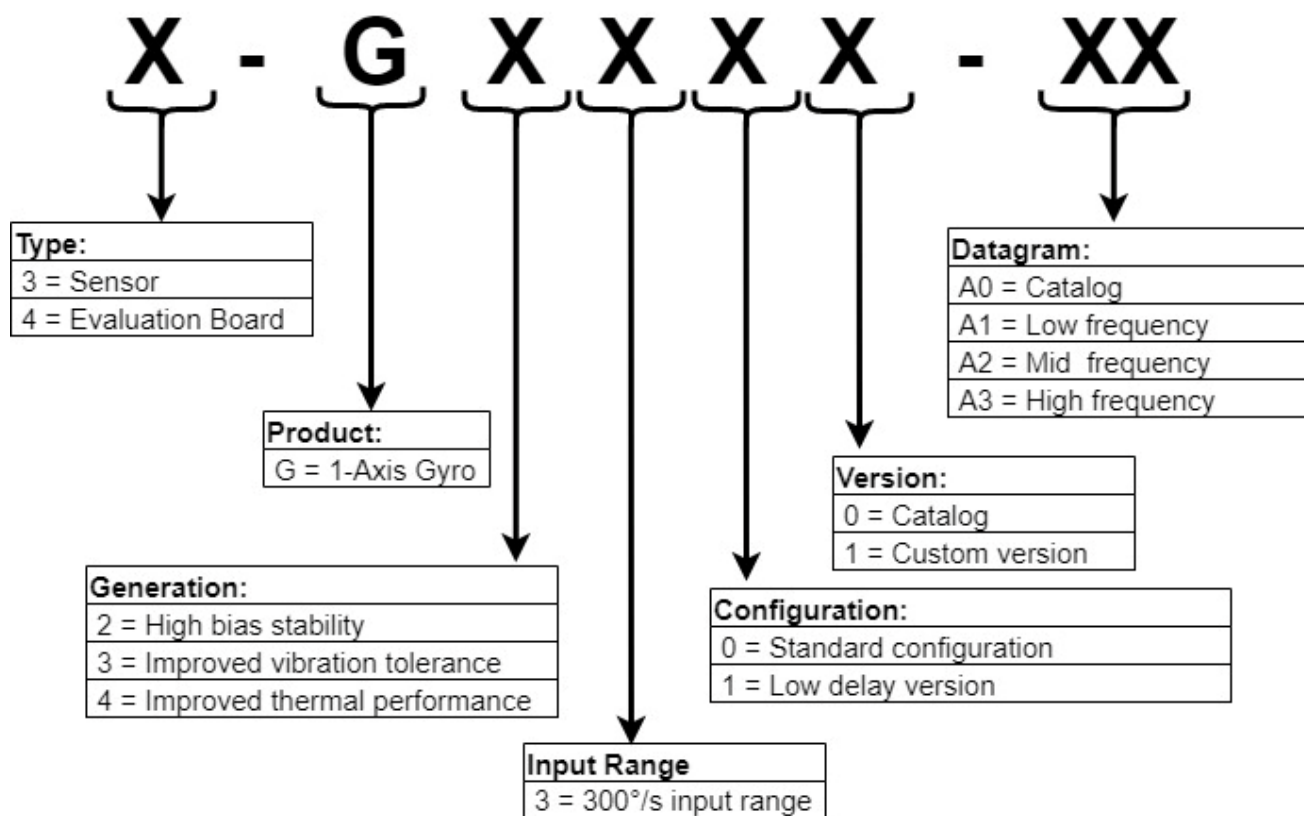 X - G X X X X - XX
Type:
3 = Sensor
4 = Evaluation Board
Datagram:
A0 = Catalog
A1 = Low frequency
A2 = Mid  frequency
A3 = High frequency
Product:
G = 1-Axis Gyro
Version:
0 = Catalog
1 = Custom version
Generation:
2 = High bias stability
3 = Improved vibration tolerance
4 = Improved thermal performance
Configuration:
0 = Standard configuration
1 = Low delay version
Input Range
3 = 300°/s input range